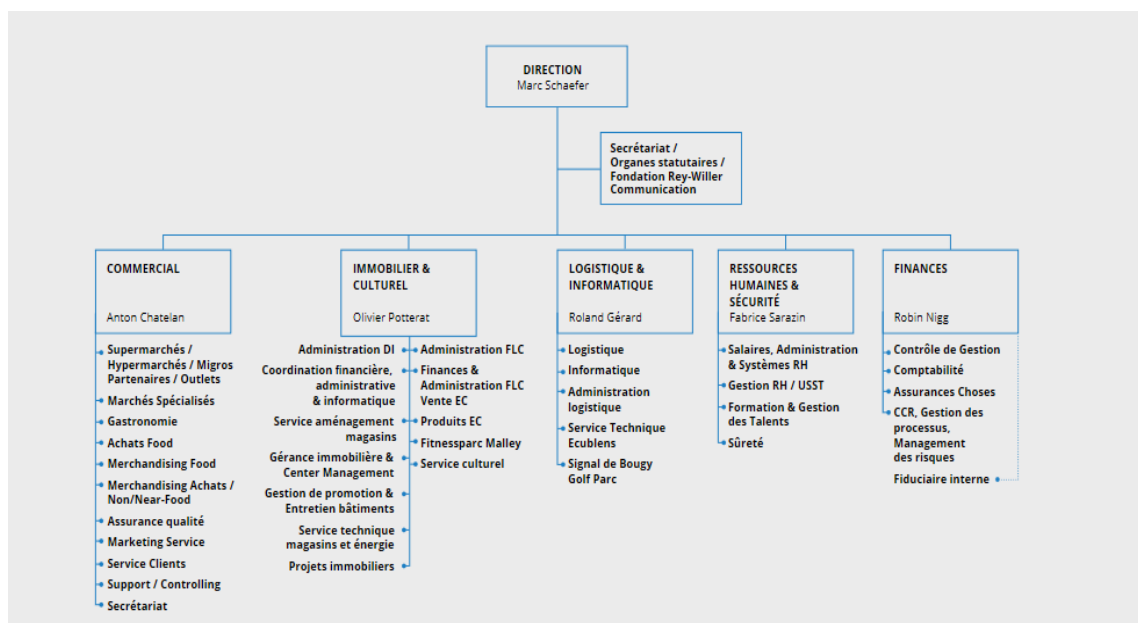 DIRECTION
Marc Schaefer
Secrétariat /
Organes statutaires /
Fondation Rey-Willer
Communication
COMMERCIAL
Anton Chatelan
Supermarchés /
Hypermarchés / Migros
Partenaires / Outlets
Marchés Spécialisés
Gastronomie
Achats Food
Merchandising Food
Merchandising Achats /
Non/Near-Food
Assurance qualité
Marketing Service
Service Clients
Support / Controlling
Secrétariat
IMMOBILIER &
CULTUREL
Olivier Potterat
Administration DI
Coordination financière,
administrative
& informatique
Service aménagement
magasins
Gérance immobilière &
Center Management
Gestion de promotion &
Entretien bâtiments
Service technique
magasins et énergie
Projets immobiliers
Administration FLC
Finances &
Administration FLC
Vente EC
Produits EC
Fitnessparc Malley
Service culturel
LOGISTIQUE &
INFORMATIQUE
Roland Gérard
Logistique
Informatique
Administration
logistique
Service Technique
Ecublens
Signal de Bougy
Golf Parc
RESSOURCES
HUMAINES &
SÉCURITÉ
Fabrice Sarazin
Salaires, Administration
& Systèmes RH
Gestion RH / USST
Formation & Gestion
des Talents
Sûreté
FINANCES
Robin Nigg
Contrôle de Gestion
Comptabilité
Assurances Choses
CCR, Gestion des
processus,
Management
des risques
Fiduciaire interne